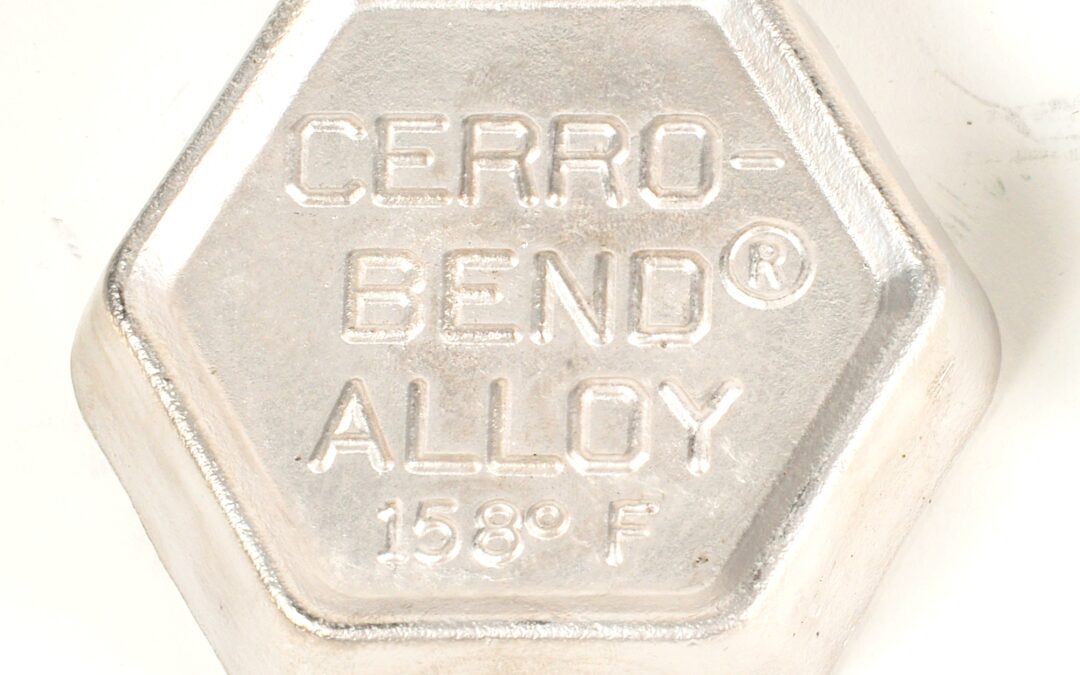 CERRO-
BEND®
ALLOY
158° F